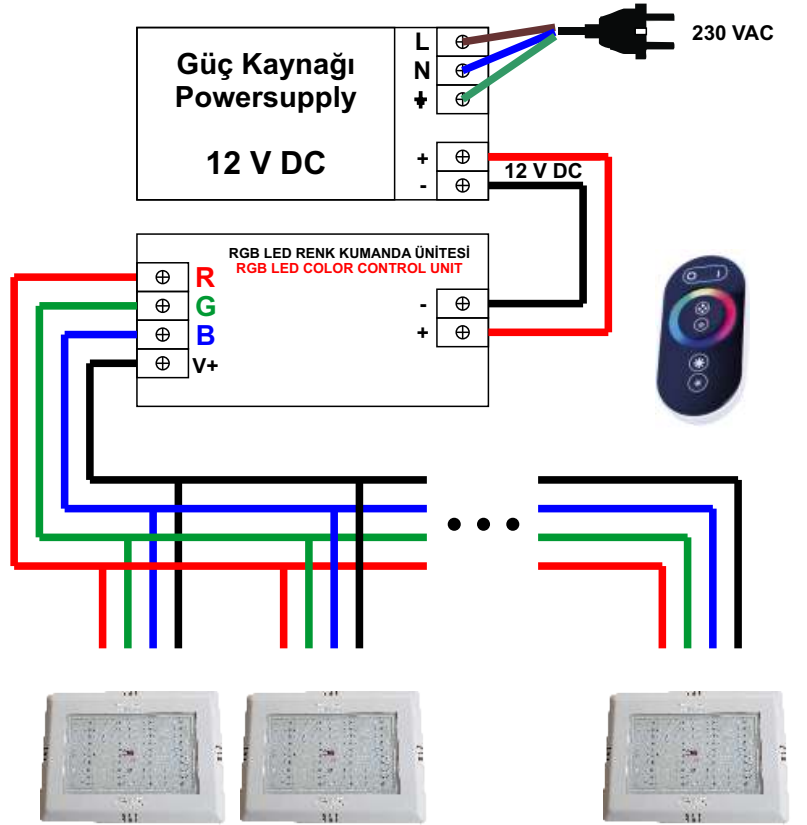 L
230 VAC
Güç Kaynağı
N
Powersupply
12 V DC
+
12 V DC
-
RGB LED RENK KUMANDA ÜNİTESİ
RGB LED COLOR CONTROL UNIT
R
G
-
B
+
V+